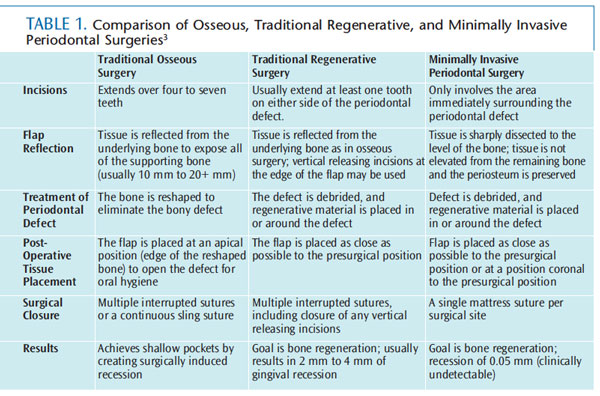 TABLE 1. Comparison of Osseous, Traditional Regenerative, and Minimally Invasive
Periodontal Surgeries3
Traditional Osseous
Surgery
Traditional Regenerative
Surgery
Minimally Invasive
Periodontal Surgery
Incisions
Extends over four to seven
teeth
Usually extend at least one tooth
on either side of the periodontal
defect.
Only involves the area
immediately surrounding the
periodontal defect
Flap
Reflection
Tissue is reflected from the
underlying bone to expose all
of the supporting bone
(usually 10 mm to 20+ mm)
Tissue is reflected from the
underlying bone as in osseous
surgery; vertical releasing incisions at
the edge of the flap may be used
Tissue is sharply dissected to the
level of the bone; tissue is not
elevated from the remaining bone
and the periosteum is preserved
Treatment of
Periodontal
Defect
The bone is reshaped to
eliminate the bony defect
The defect is debrided, and
regenerative material is placed in
or around the defect
Defect is debrided, and
regenerative material is placed
in or around the defect
Post-
Operative
Tissue
Placement
The flap is placed at an apical
position (edge of the reshaped
bone) to open the defect for
oral hygiene
The flap is placed as close as
possible to the presurgical position
Flap is placed as close as
possible to the presurgical
position or at a position coronal
to the presurgical position
Surgical
Closure
Multiple interrupted sutures
or a continuous sling suture
Multiple interrupted sutures,
including closure of any vertical
releasing incisions
A single mattress suture per
surgical site
Results
Achieves shallow pockets by
creating surgically induced
recession
Goal is bone regeneration; usually
results in 2 mm to 4 mm of
gingival recession
Goal is bone regeneration;
recession of 0.05 mm (clinically
undetectable)